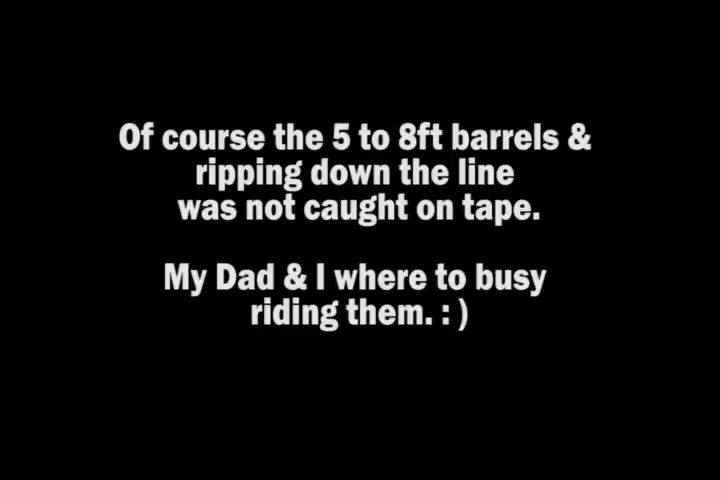 Of course the 5 to 8ft barrels &
ripping down the line
was not caught on tape.
My Dad & I where to busy
riding them. : )